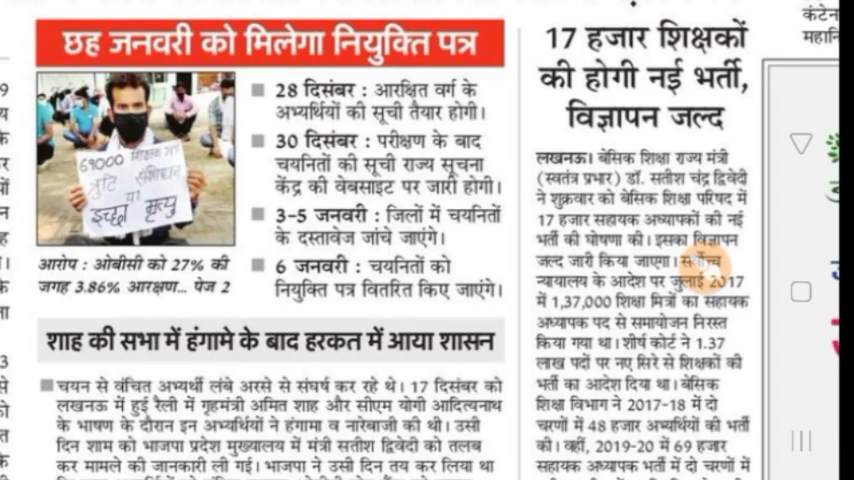 छह जनवरी को मिलेगा नियुक्ति पत्र
28 दिसंबर : आरक्षित वर्ग के
अभ्यर्थियों की सूची तैयार होगी।
30 दिसंबर : परीक्षण के बाद
चयनितों की सूची राज्य सूचना
केंद्र की वेबसाइट पर जारी होगी।
3-5 जनवरी : जिलों में चयनितों
के दस्तावेज जांचे जाएंगे।
6 जनवरी : चयनितों को
नियुक्ति पत्र वितरित किए जाएंगे।
69000 शिक्षक भर्ती
त्रुटि संशोधन
या
इच्छा मृत्यु
आरोप : ओबीसी को 27% की
जगह 3.86% आरक्षण... पेज 2
शाह की सभा में हंगामे के बाद हरकत में आया शासन
चयन से वंचित अभ्यर्थी लंबे अरसे से संघर्ष कर रहे थे। 17 दिसंबर को
लखनऊ में हुई रैली में गृहमंत्री अमित शाह और सीएम योगी आदित्यनाथ
के भाषण के दौरान इन अभ्यर्थियों ने हंगामा व नारेबाजी की थी। उसी
दिन शाम को भाजपा प्रदेश मुख्यालय में मंत्री सतीश द्विवेदी को तलब
कर मामले की जानकारी ली गई। भाजपा ने उसी दिन तय कर लिया था
17 हजार शिक्षकों
की होगी नई भर्ती,
विज्ञापन जल्द
लखनऊ। बेसिक शिक्षा राज्य मंत्री
(स्वतंत्र प्रभार) डॉ. सतीश चंद्र द्विवेदी
ने शुक्रवार को बेसिक शिक्षा परिषद में
17 हजार सहायक अध्यापकों की नई
भर्ती की घोषणा की। इसका विज्ञापन
जल्द जारी किया जाएगा। सर्वोच्च
न्यायालय के आदेश पर जुलाई 2017
में 1,37,000 शिक्षा मित्रों का सहायक
अध्यापक पद से समायोजन निरस्त
किया गया था। शीर्ष कोर्ट ने 1.37
लाख पदों पर नए सिरे से शिक्षकों की
भर्ती का आदेश दिया था। बेसिक
शिक्षा विभाग ने 2017-18 में दो
चरणों में 48 हजार अभ्यर्थियों की भर्ती
की। वहीं, 2019-20 में 69 हजार
सहायक अध्यापक भर्ती में दो चरणों में
कंटेन
महानि